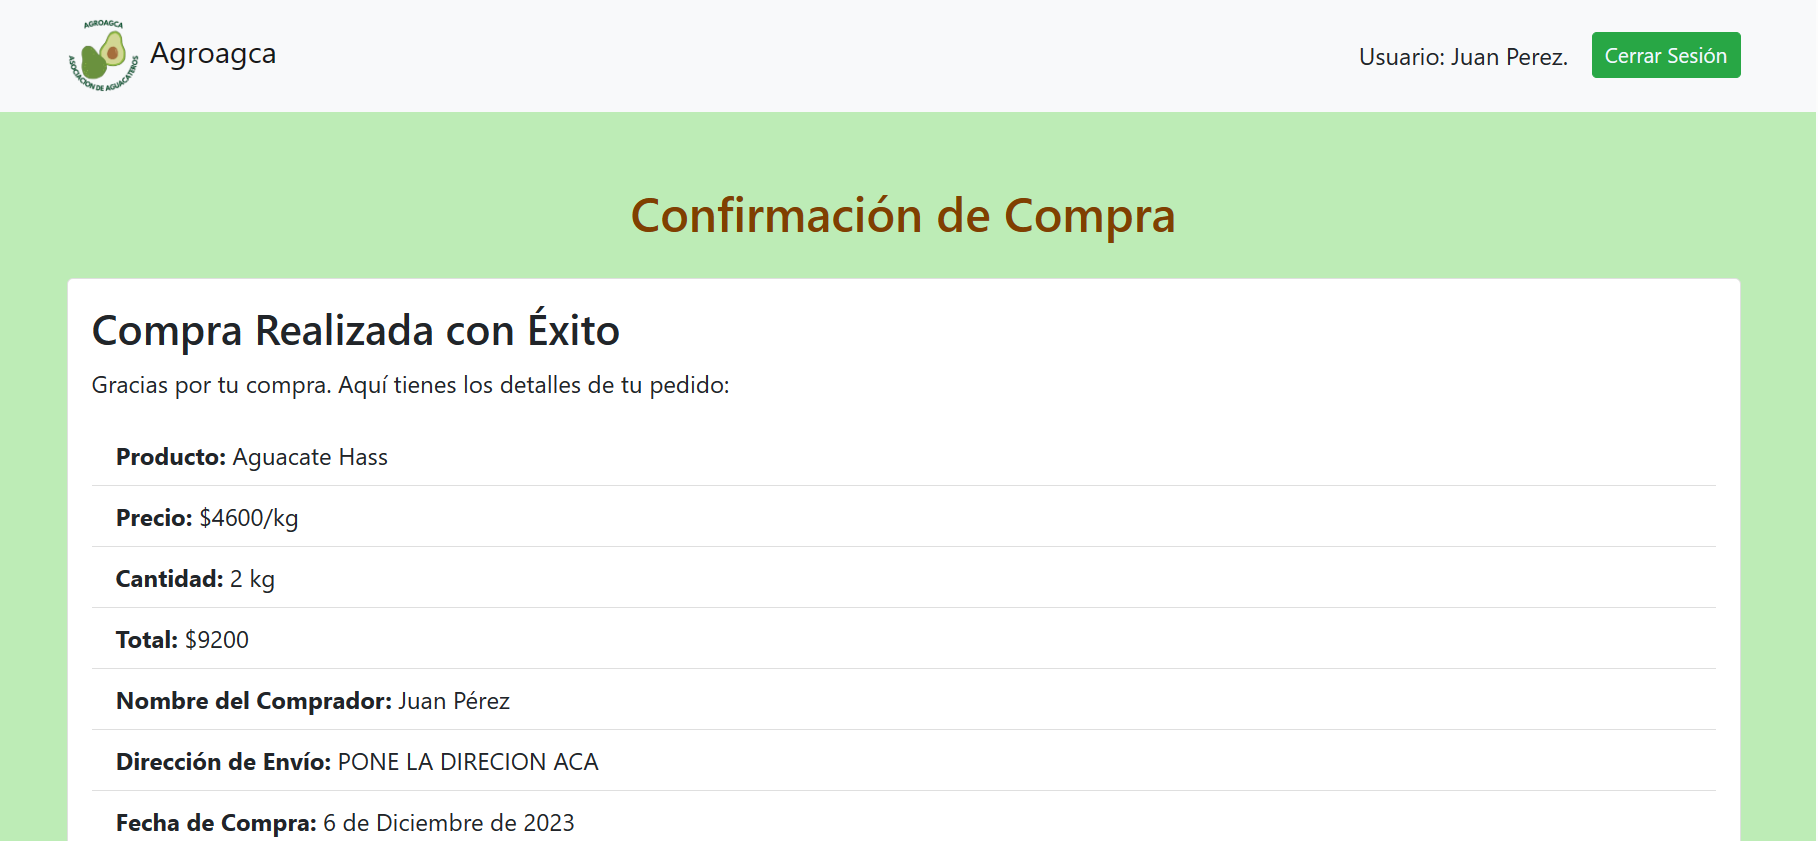 AGROAGCA
ASOCIACION DE AGUACATEROS
Agroagca
Usuario: Juan Perez.
Cerrar Sesión
Confirmación de Compra
Compra Realizada con Éxito
Gracias por tu compra. Aquí tienes los detalles de tu pedido:
Producto: Aguacate Hass
Precio: $4600/kg
Cantidad: 2 kg
Total: $9200
Nombre del Comprador: Juan Pérez
Dirección de Envío: PONE LA DIRECION ACA
Fecha de Compra: 6 de Diciembre de 2023